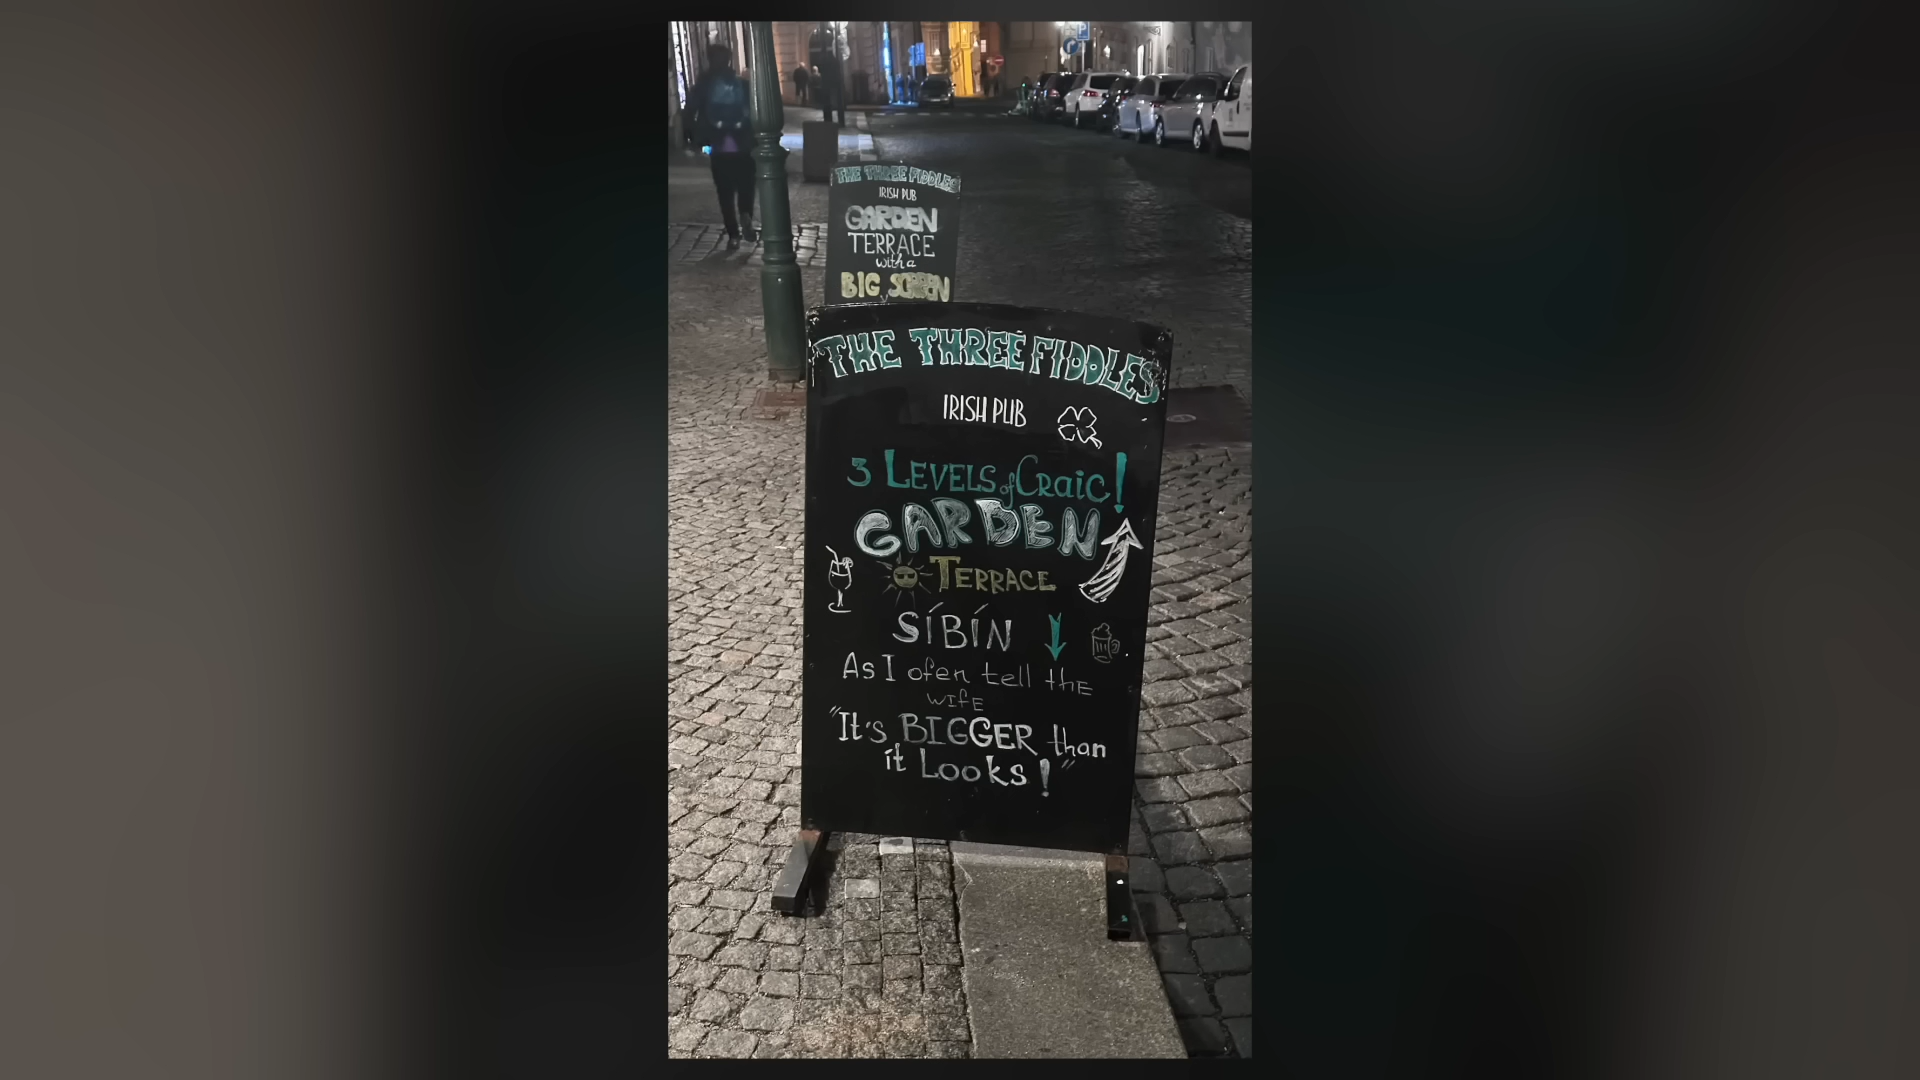 THE THREE FIDDLES
IRISH PUB
GARDEN
TERRACE
with a
BIG SCREEN
THE THREE FIDDLES
IRISH PUB
3 LEVELS of CRaic!
GARDEN
TERRACE
SÍBÍN
As I ofen tell thE
wifE
"It's BIGGER than
it Looks!"
P